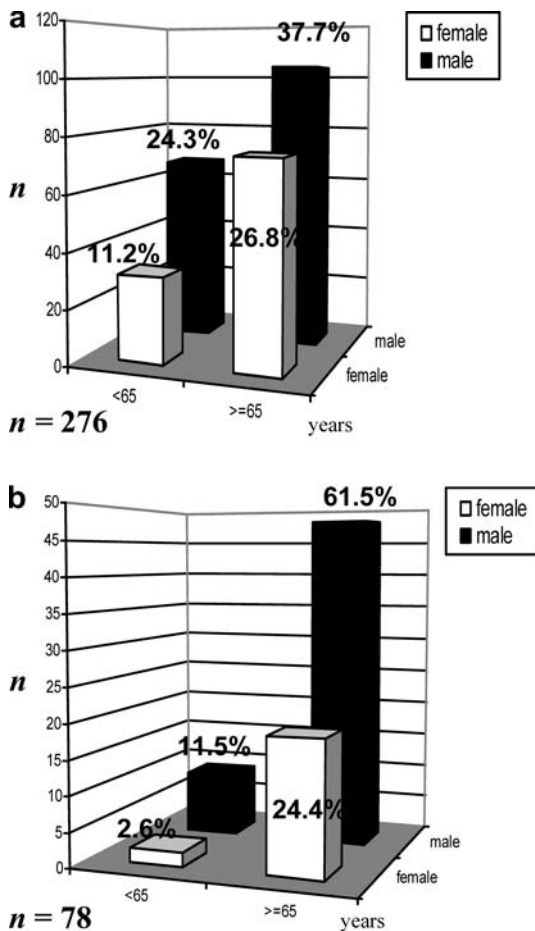 a
120
100
80
60
40
20
0
n
37.7%
24.3%
26.8%
11.2%
female
male
male
female
<65
>=65
years
n = 276
b
50
45
40
35
30
25
20
15
10
5
0
n
61.5%
11.5%
24.4%
2.6%
female
male
male
female
<65
>=65
years
n = 78